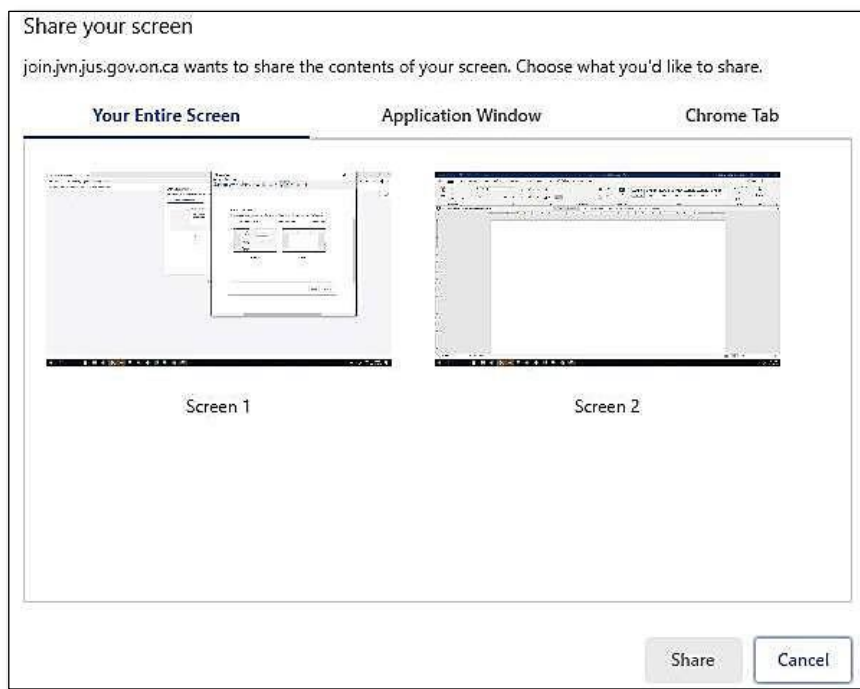 Share your screen
join.jvn.jus.gov.on.ca wants to share the contents of your screen. Choose what you'd like to share.
Your Entire Screen
Application Window
Chrome Tab
Screen 1
Screen 2
Share
Cancel